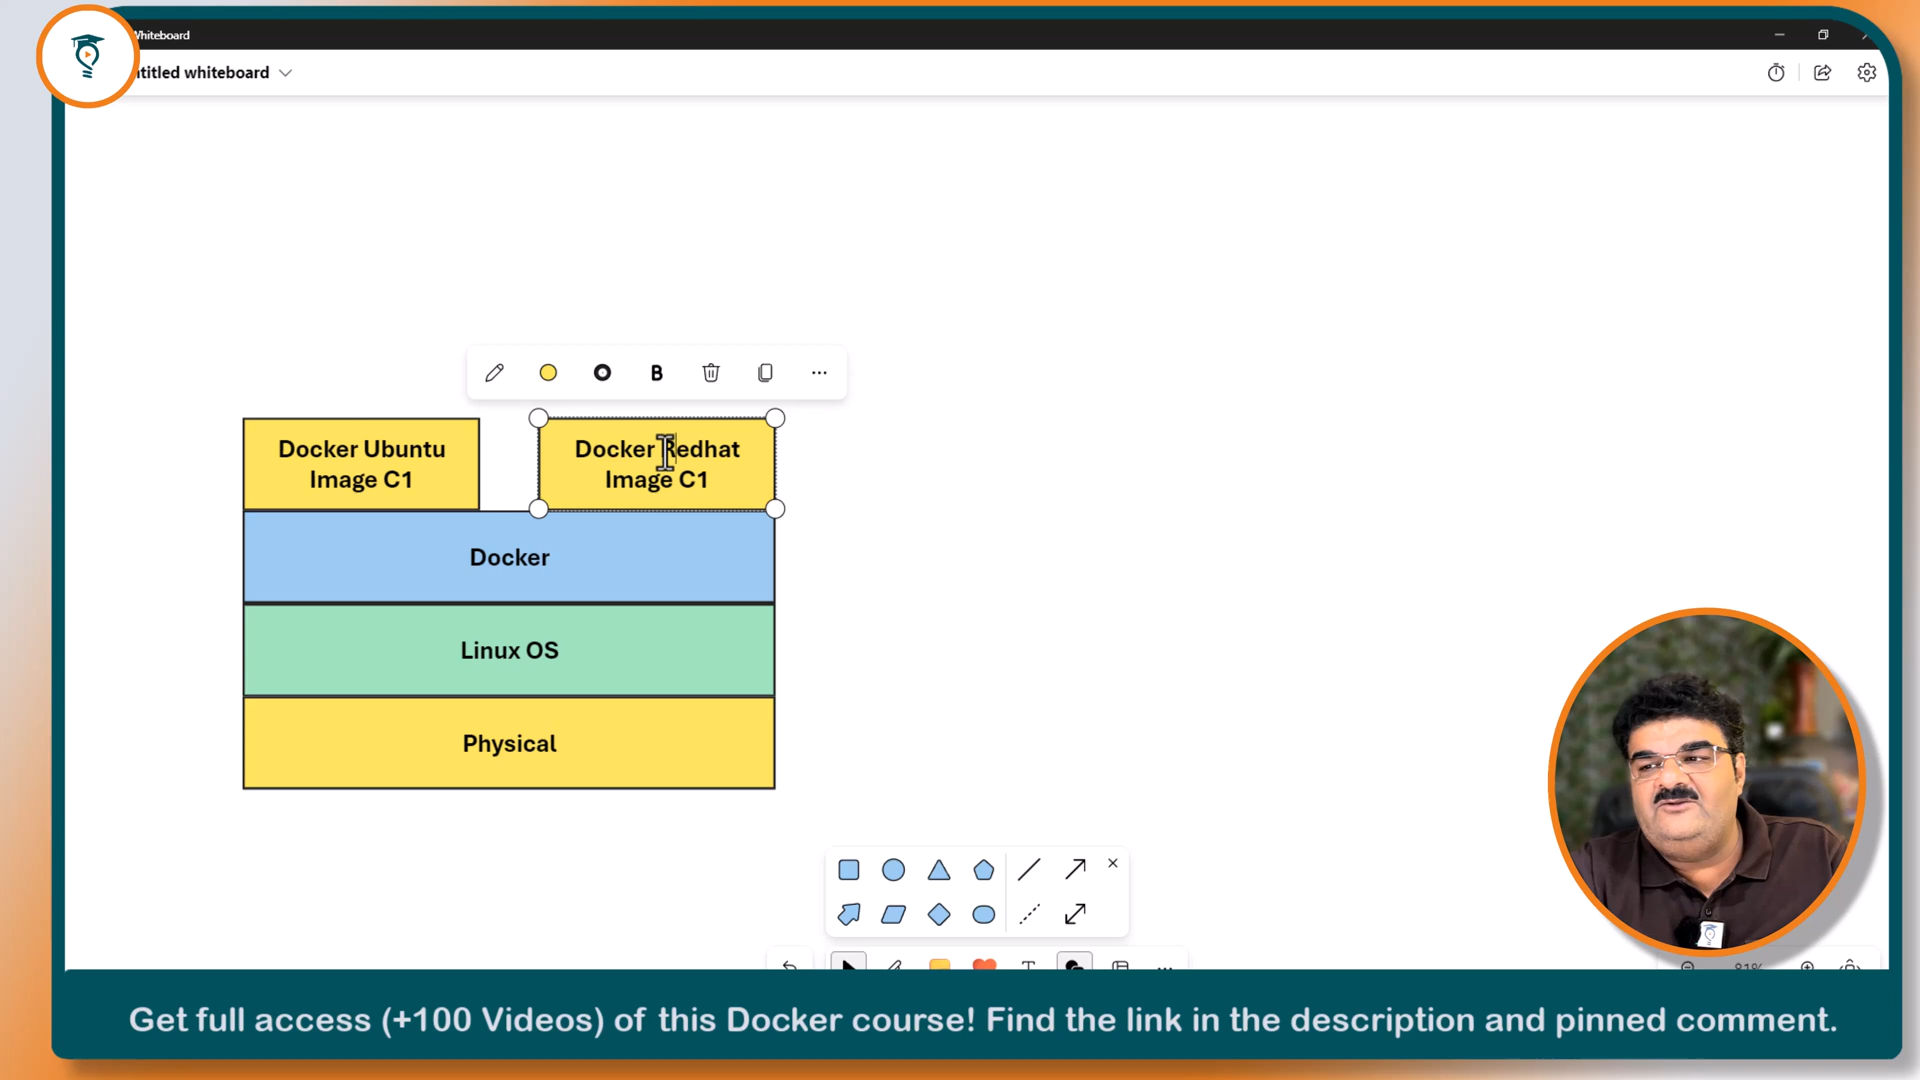 Whiteboard
titled whiteboard
B
Docker Ubuntu
Image C1
Docker Redhat
Image C1
Docker
Linux OS
Physical
81%
Get full access (+100 Videos) of this Docker course! Find the link in the description and pinned comment.